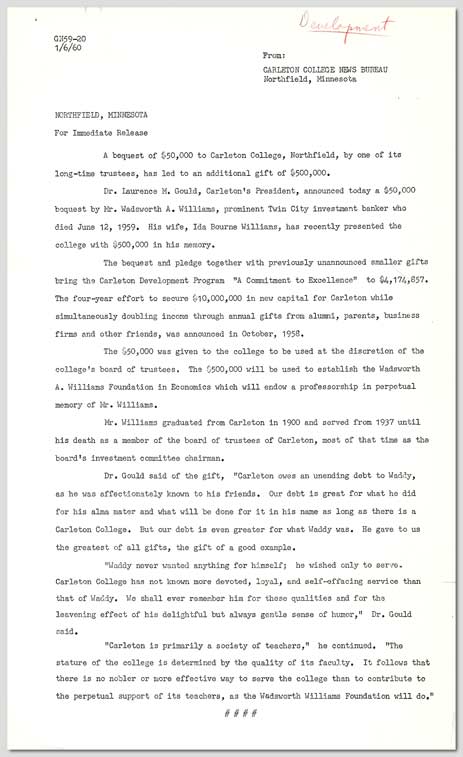 Development
GN59-20
1/6/60
From:
CARLETON COLLEGE NEWS BUREAU
Northfield, Minnesota
NORTHFIELD, MINNESOTA
For Immediate Release
A bequest of $50,000 to Carleton College, Northfield, by one of its
long-time trustees, has led to an additional gift of $500,000.
Dr. Laurence M. Gould, Carleton's President, announced today a $50,000
bequest by Mr. Wadsworth A. Williams, prominent Twin City investment banker who
died June 12, 1959. His wife, Ida Bourne Williams, has recently presented the
college with $500,000 in his memory.
The bequest and pledge together with previously unannounced smaller gifts
bring the Carleton Development Program "A Commitment to Excellence" to $4,174,857.
The four-year effort to secure $10,000,000 in new capital for Carleton while
simultaneously doubling income through annual gifts from alumni, parents, business
firms and other friends, was announced in October, 1958.
The $50,000 was given to the college to be used at the discretion of the
college's board of trustees. The $500,000 will be used to establish the Wadsworth
A. Williams Foundation in Economics which will endow a professorship in perpetual
memory of Mr. Williams.
Mr. Williams graduated from Carleton in 1900 and served from 1937 until
his death as a member of the board of trustees of Carleton, most of that time as the
board's investment committee chairman.
Dr. Gould said of the gift, "Carleton owes an unending debt to Waddy,
as he was affectionately known to his friends. Our debt is great for what he did
for his alma mater and what will be done for it in his name as long as there is a
Carleton College. But our debt is even greater for what Waddy was. He gave to us
the greatest of all gifts, the gift of a good example.
"Waddy never wanted anything for himself; he wished only to serve.
Carleton College has not known more devoted, loyal, and self-effacing service than
that of Waddy. We shall ever remember him for these qualities and for the
leavening effect of his delightful but always gentle sense of humor," Dr. Gould
said.
"Carleton is primarily a society of teachers," he continued. "The
stature of the college is determined by the quality of its faculty. It follows that
there is no nobler or more effective way to serve the college than to contribute to
the perpetual support of its teachers, as the Wadsworth Williams Foundation will do."
# # # #